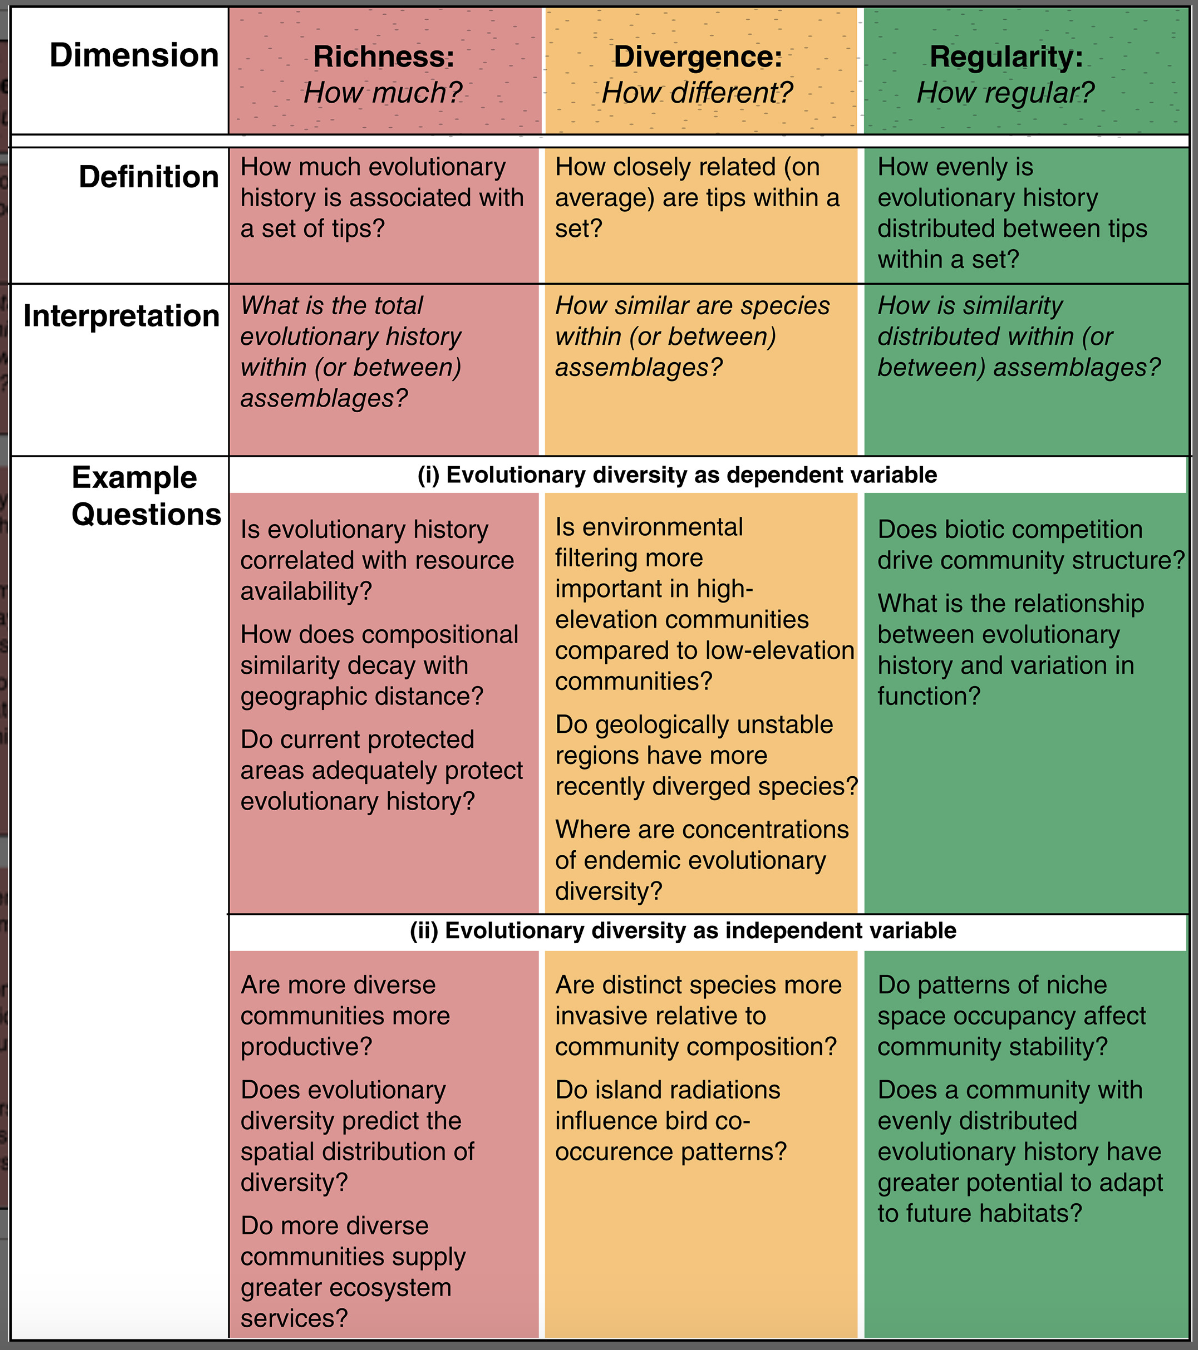 Dimension
Richness:
How much?
Divergence:
How different?
Regularity:
How regular?
Definition
How much evolutionary
history is associated with
a set of tips?
How closely related (on
average) are tips within a
set?
How evenly is
evolutionary history
distributed between tips
within a set?
Interpretation
What is the total
evolutionary history
within (or between)
assemblages?
How similar are species
within (or between)
assemblages?
How is similarity
distributed within (or
between) assemblages?
Example
Questions
(i) Evolutionary diversity as dependent variable
Is evolutionary history
correlated with resource
availability?
How does compositional
similarity decay with
geographic distance?
Do current protected
areas adequately protect
evolutionary history?
Is environmental
filtering more
important in high-
elevation communities
compared to low-elevation
communities?
Do geologically unstable
regions have more
recently diverged species?
Where are concentrations
of endemic evolutionary
diversity?
Does biotic competition
drive community structure?
What is the relationship
between evolutionary
history and variation in
function?
(ii) Evolutionary diversity as independent variable
Are more diverse
communities more
productive?
Does evolutionary
diversity predict the
spatial distribution of
diversity?
Do more diverse
communities supply
greater ecosystem
services?
Are distinct species more
invasive relative to
community composition?
Do island radiations
influence bird co-
occurence patterns?
Do patterns of niche
space occupancy affect
community stability?
Does a community with
evenly distributed
evolutionary history have
greater potential to adapt
to future habitats?